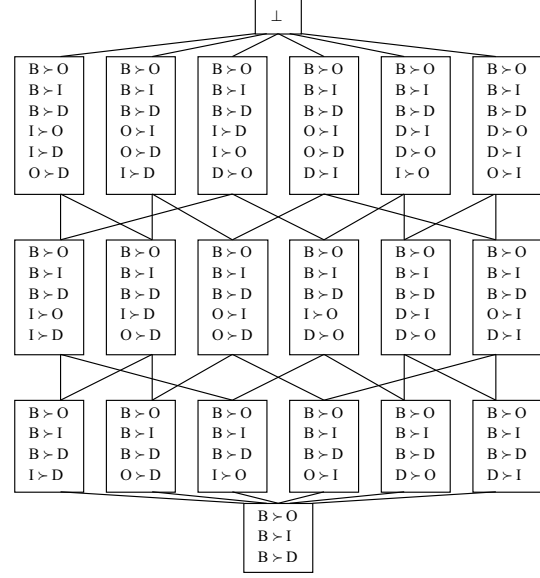 ⊥
B ≻ O
B ≻ I
B ≻ D
I ≻ O
I ≻ D
O ≻ D
B ≻ O
B ≻ I
B ≻ D
O ≻ I
O ≻ D
I ≻ D
B ≻ O
B ≻ I
B ≻ D
I ≻ D
I ≻ O
D ≻ O
B ≻ O
B ≻ I
B ≻ D
O ≻ I
O ≻ D
D ≻ I
B ≻ O
B ≻ I
B ≻ D
D ≻ I
D ≻ O
I ≻ O
B ≻ O
B ≻ I
B ≻ D
D ≻ O
D ≻ I
O ≻ I
B ≻ O
B ≻ I
B ≻ D
I ≻ O
I ≻ D
B ≻ O
B ≻ I
B ≻ D
I ≻ D
O ≻ D
B ≻ O
B ≻ I
B ≻ D
O ≻ I
O ≻ D
B ≻ O
B ≻ I
B ≻ D
I ≻ O
D ≻ O
B ≻ O
B ≻ I
B ≻ D
D ≻ I
D ≻ O
B ≻ O
B ≻ I
B ≻ D
O ≻ I
D ≻ I
B ≻ O
B ≻ I
B ≻ D
I ≻ D
B ≻ O
B ≻ I
B ≻ D
O ≻ D
B ≻ O
B ≻ I
B ≻ D
I ≻ O
B ≻ O
B ≻ I
B ≻ D
O ≻ I
B ≻ O
B ≻ I
B ≻ D
D ≻ O
B ≻ O
B ≻ I
B ≻ D
D ≻ I
B ≻ O
B ≻ I
B ≻ D